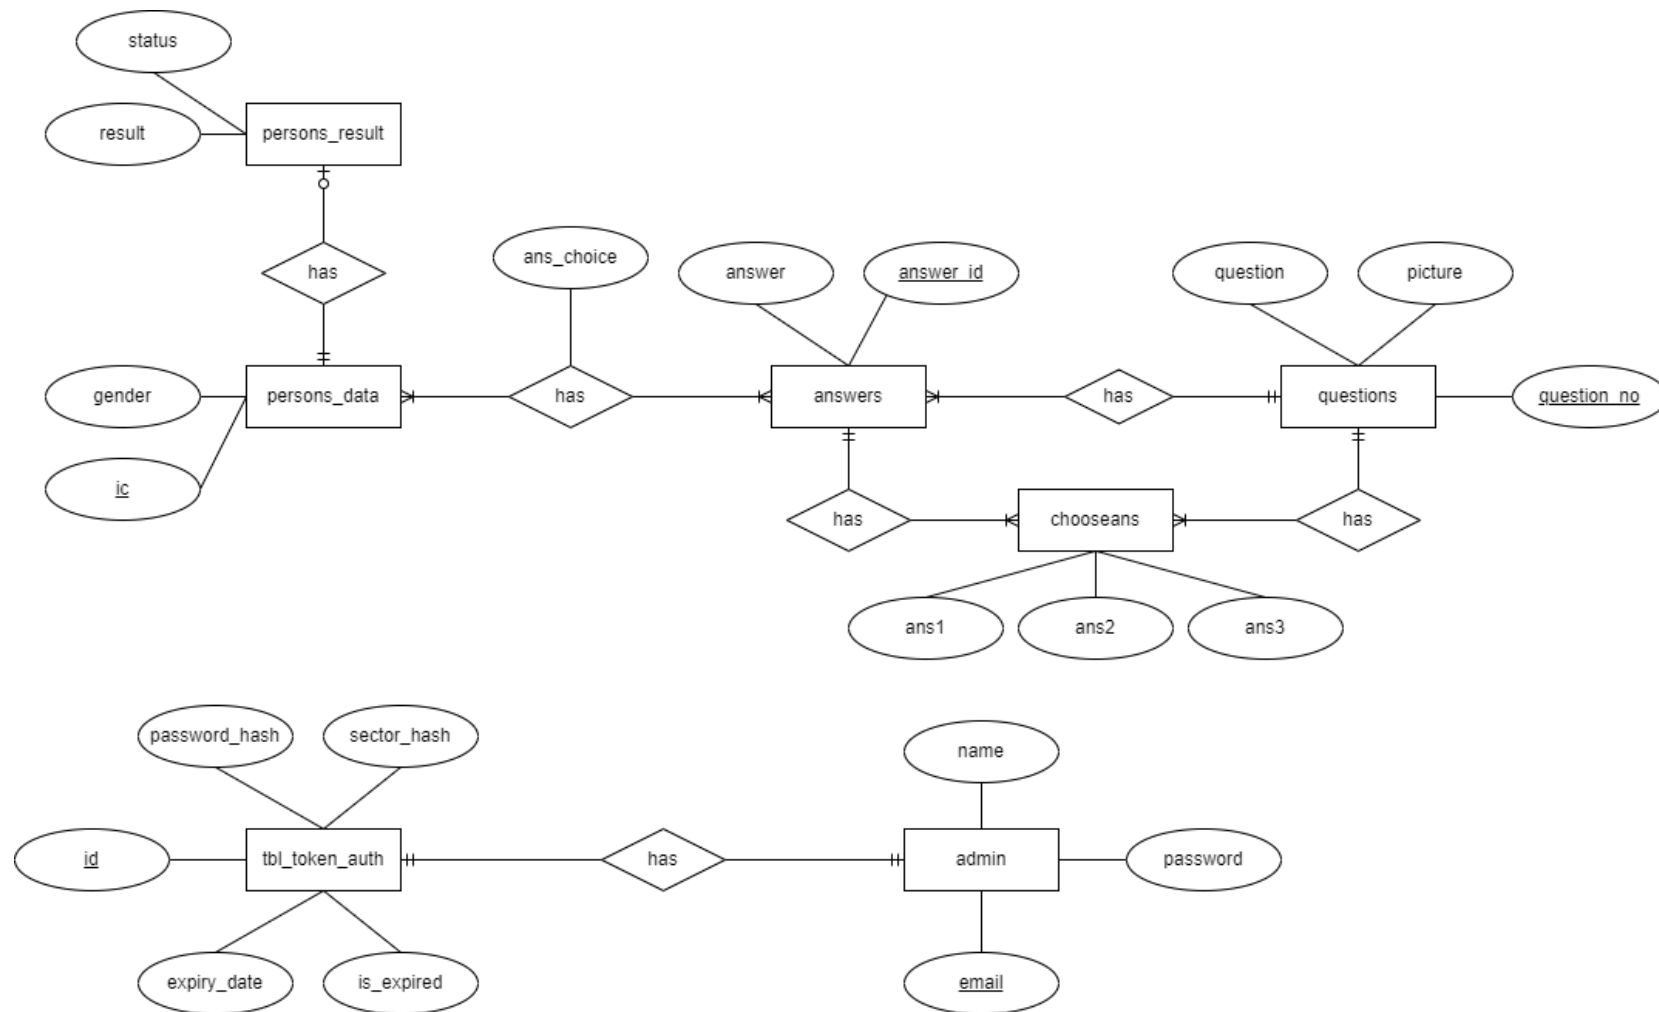 status
result
persons_result
has
ans_choice
answer
answer_id
question
picture
gender
persons_data
has
answers
has
questions
question_no
ic
has
chooseans
has
ans1
ans2
ans3
password_hash
sector_hash
name
id
tbl_token_auth
has
admin
password
expiry_date
is_expired
email